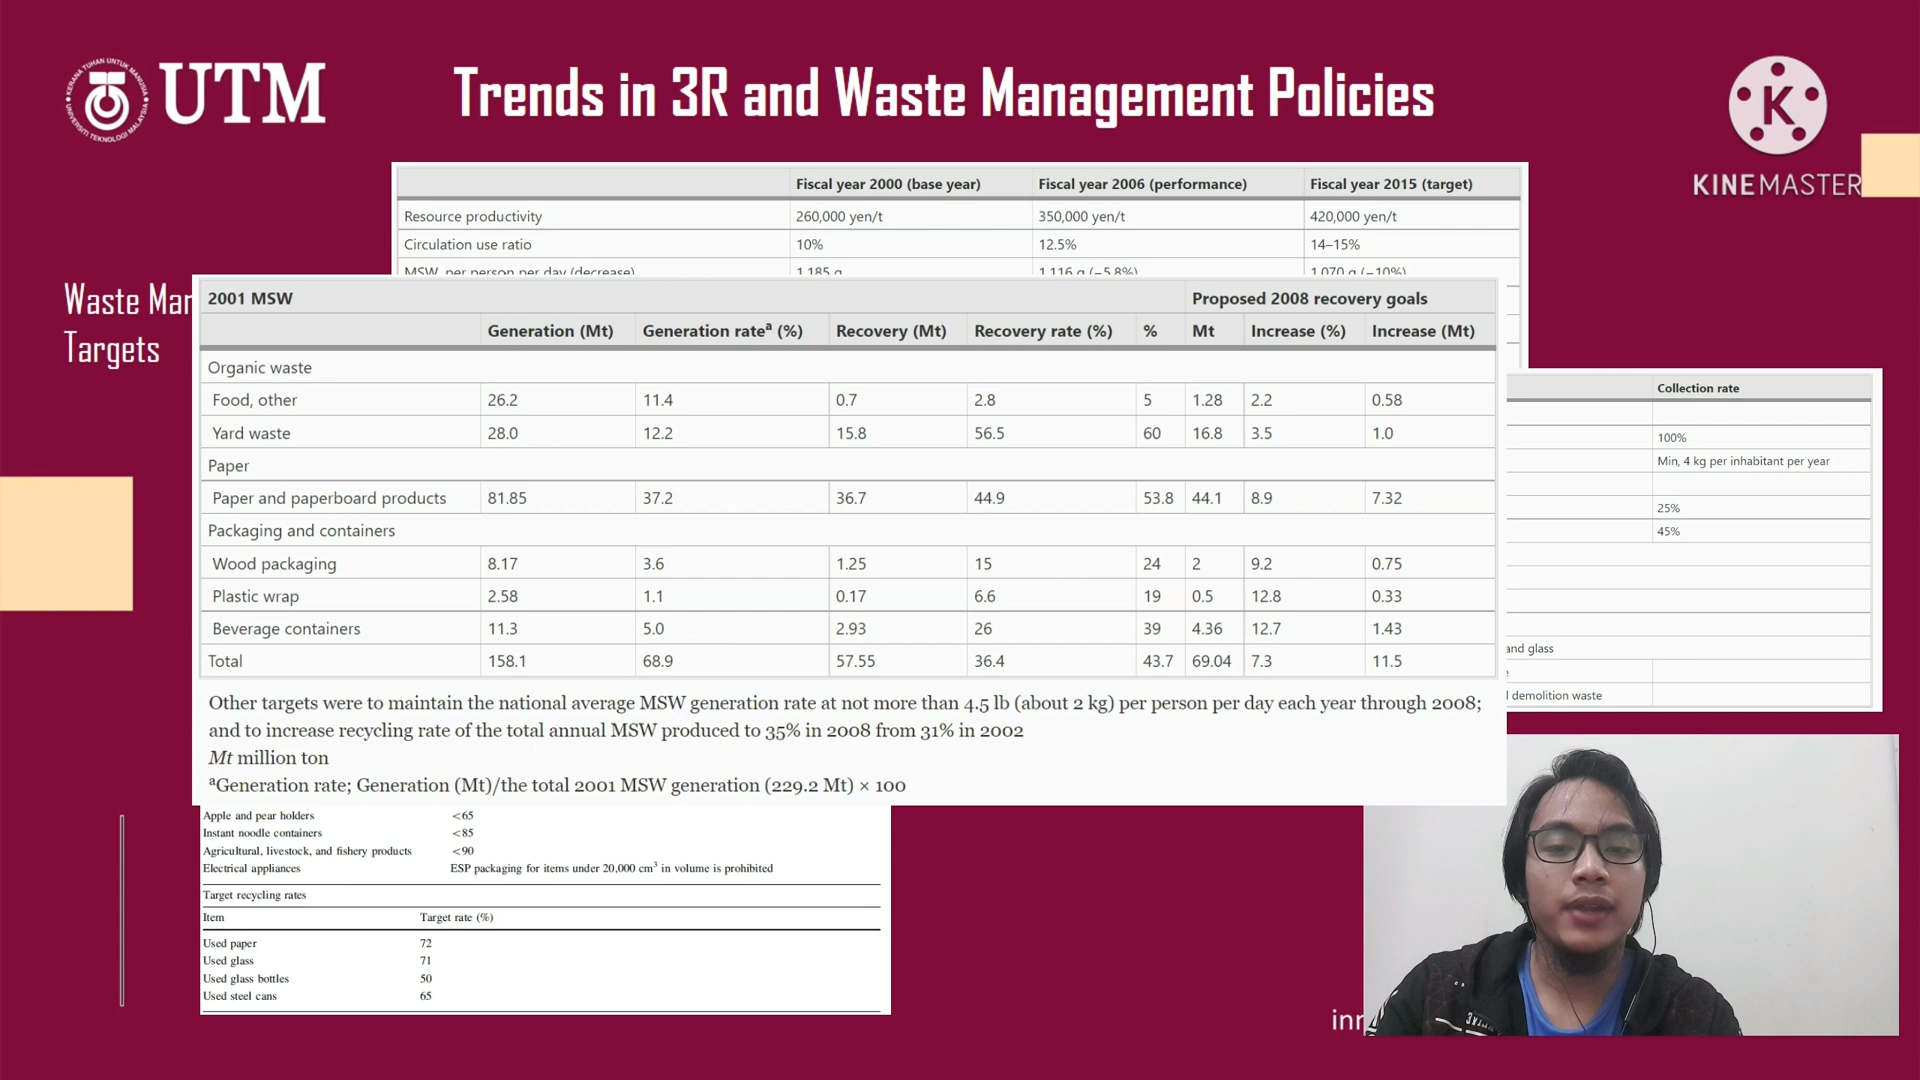 UTM
Trends in 3R and Waste Management Policies
KINEMASTER
Fiscal year 2000 (base year) Fiscal year 2006 (performance) Fiscal year 2015 (target)
Resource productivity 260,000 yen/t 350,000 yen/t 420,000 yen/t
Circulation use ratio 10% 12.5% 14–15%
MSW, per person per day (decrease) 1,185 g 1,116 g (−5.8%) 1,070 g (−10%)
Waste
Targets
2001 MSW Proposed 2008 recovery goals
Generation (Mt) Generation rateᵃ (%) Recovery (Mt) Recovery rate (%) % Mt Increase (%) Increase (Mt)
Organic waste
Food, other 26.2 11.4 0.7 2.8 5 1.28 2.2 0.58
Yard waste 28.0 12.2 15.8 56.5 60 16.8 3.5 1.0
Paper
Paper and paperboard products 81.85 37.2 36.7 44.9 53.8 44.1 8.9 7.32
Packaging and containers
Wood packaging 8.17 3.6 1.25 15 24 2 9.2 0.75
Plastic wrap 2.58 1.1 0.17 6.6 19 0.5 12.8 0.33
Beverage containers 11.3 5.0 2.93 26 39 4.36 12.7 1.43
Total 158.1 68.9 57.55 36.4 43.7 69.04 7.3 11.5
Other targets were to maintain the national average MSW generation rate at not more than 4.5 lb (about 2 kg) per person per day each year through 2008;
and to increase recycling rate of the total annual MSW produced to 35% in 2008 from 31% in 2002
Mt million ton
ᵃGeneration rate; Generation (Mt)/the total 2001 MSW generation (229.2 Mt) × 100
Collection rate
100%
Min, 4 kg per inhabitant per year
25%
45%
and glass
demolition waste
Apple and pear holders <65
Instant noodle containers <85
Agricultural, livestock, and fishery products <90
Electrical appliances ESP packaging for items under 20,000 cm³ in volume is prohibited
Target recycling rates
Item Target rate (%)
Used paper 72
Used glass 71
Used glass bottles 50
Used steel cans 65